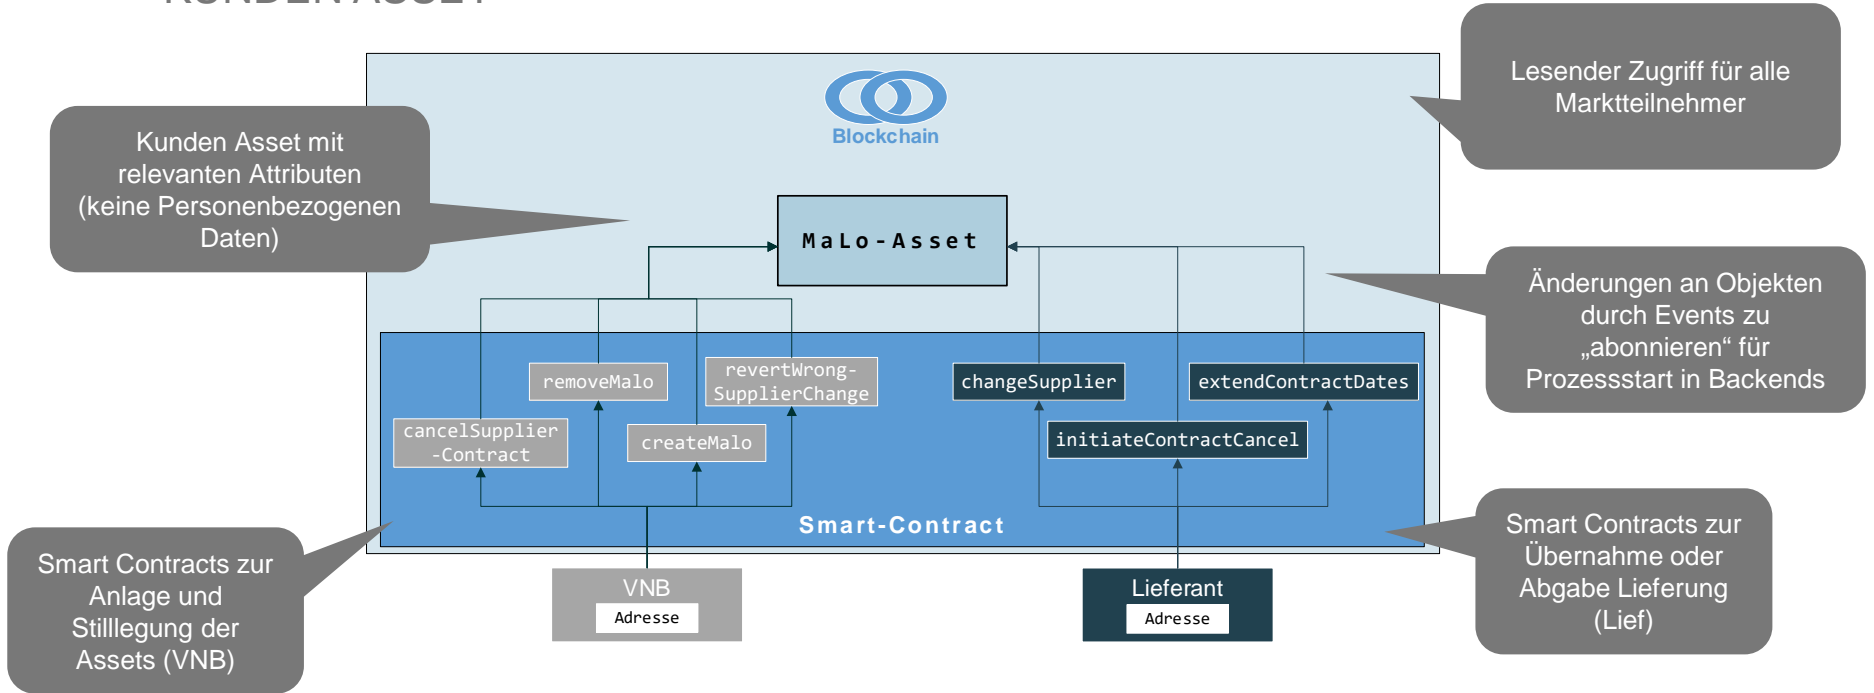 KUNDEN ASSET
Lesender Zugriff für alle
Marktteilnehmer
Blockchain
Kunden Asset mit
relevanten Attributen
(keine Personenbezogenen
Daten)
MaLo-Asset
Änderungen an Objekten
durch Events zu
„abonnieren“ für
Prozessstart in Backends
removeMalo
revertWrong-
SupplierChange
cancelSupplier
-Contract
createMalo
changeSupplier
extendContractDates
initiateContractCancel
Smart-Contract
Smart Contracts zur
Anlage und
Stilllegung der
Assets (VNB)
VNB
Adresse
Lieferant
Adresse
Smart Contracts zur
Übernahme oder
Abgabe Lieferung
(Lief)